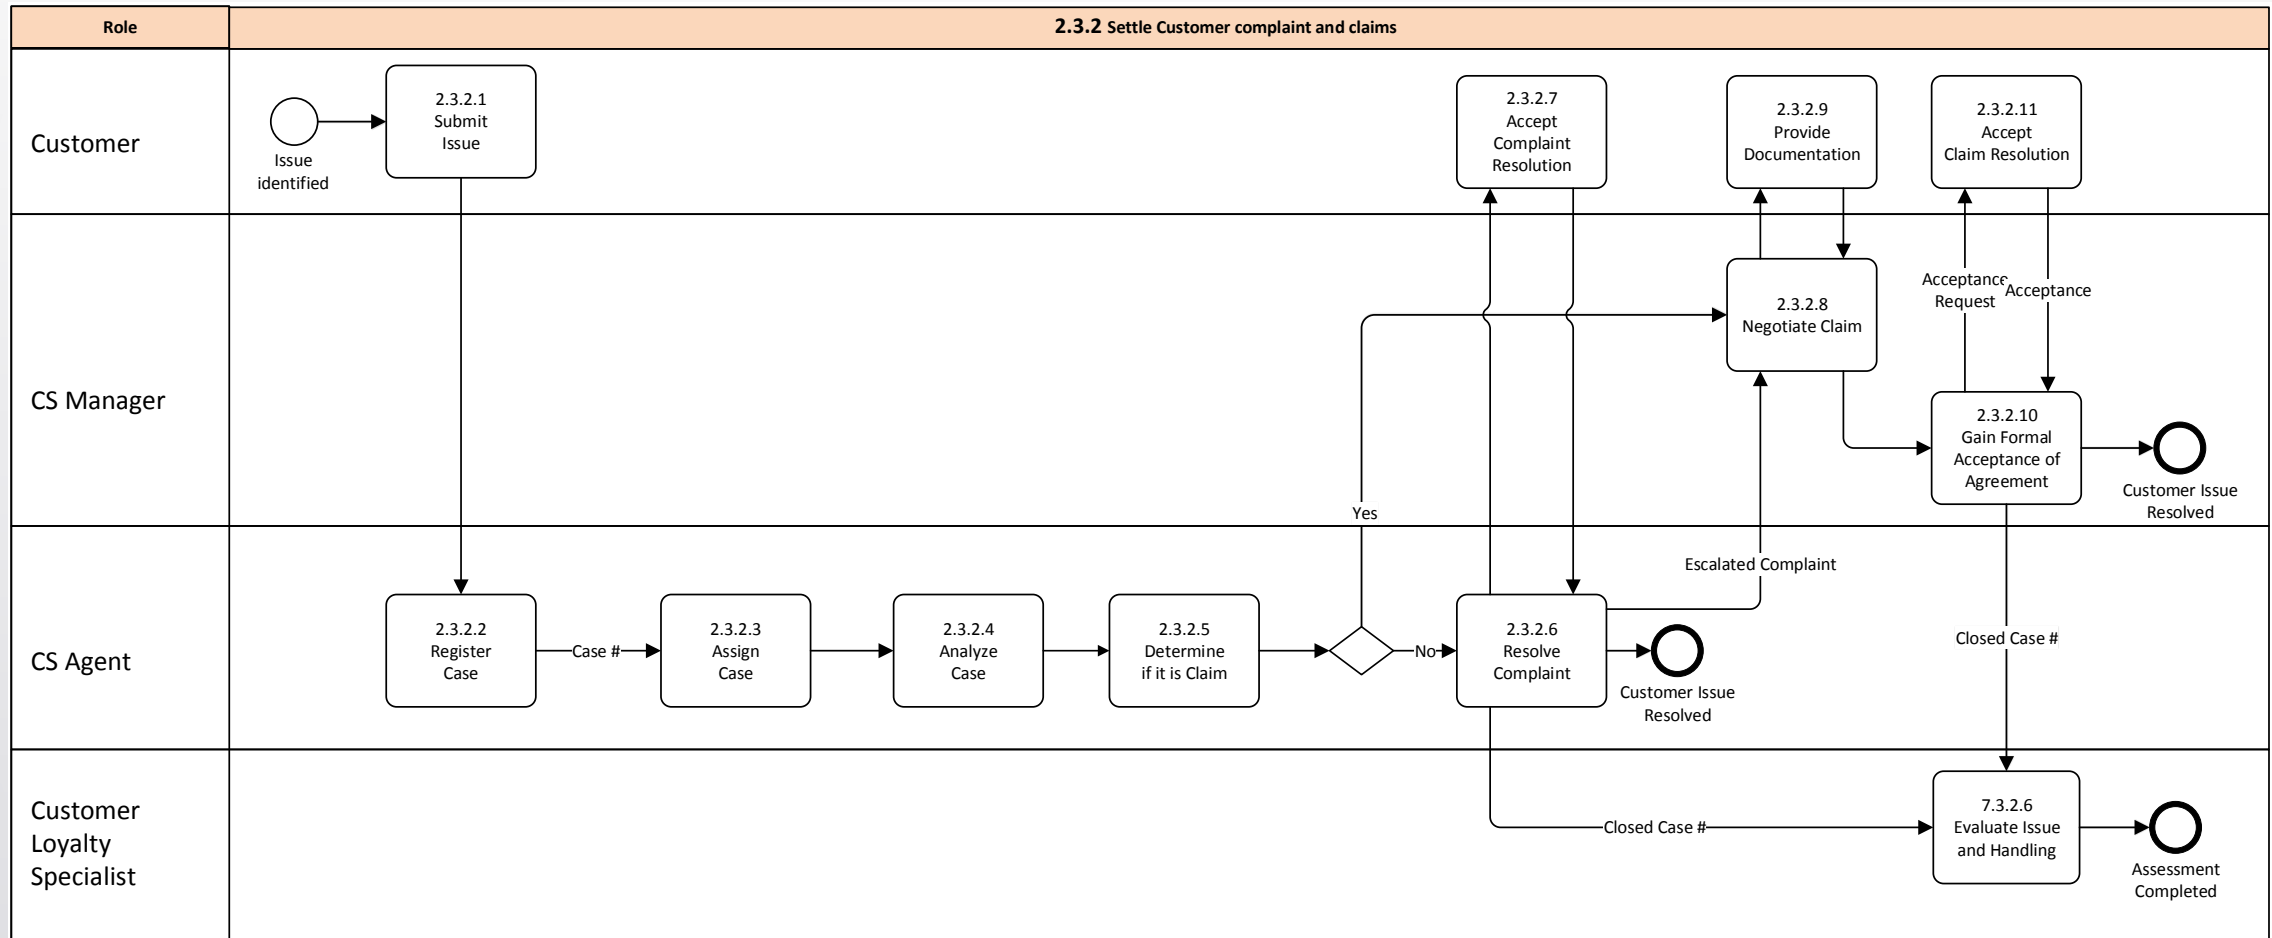 Role
2.3.2 Settle Customer complaint and claims
Customer
Issue
identified
2.3.2.1
Submit
Issue
2.3.2.7
Accept
Complaint
Resolution
2.3.2.9
Provide
Documentation
2.3.2.11
Accept
Claim Resolution
CS Manager
2.3.2.8
Negotiate Claim
Acceptance
Request
Acceptance
2.3.2.10
Gain Formal
Acceptance of
Agreement
Customer Issue
Resolved
Yes
CS Agent
2.3.2.2
Register
Case
Case #
2.3.2.3
Assign
Case
2.3.2.4
Analyze
Case
2.3.2.5
Determine
if it is Claim
No
2.3.2.6
Resolve
Complaint
Escalated Complaint
Customer Issue
Resolved
Closed Case #
Customer
Loyalty
Specialist
Closed Case #
7.3.2.6
Evaluate Issue
and Handling
Assessment
Completed